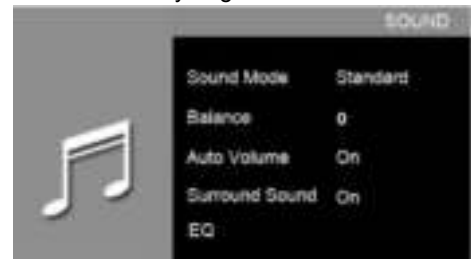 SOUND
Sound Mode Standard
Balance 0
Auto Volume On
Surround Sound On
EQ